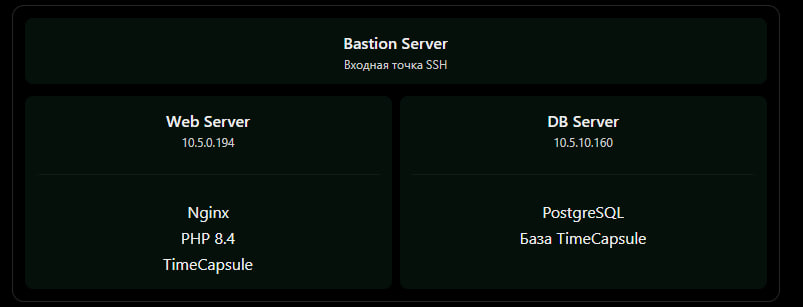 Bastion Server
Входная точка SSH
Web Server
10.5.0.194
Nginx
PHP 8.4
TimeCapsule
DB Server
10.5.10.160
PostgreSQL
База TimeCapsule